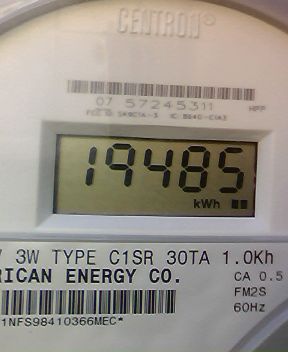 CENTRON®
07 57245311
HPP
19485
kWh
V 3W TYPE C1SR 30TA 1.0Kh
RICAN ENERGY CO.
CA 0.5
FM2S
60Hz
1NFS98410366MEC*